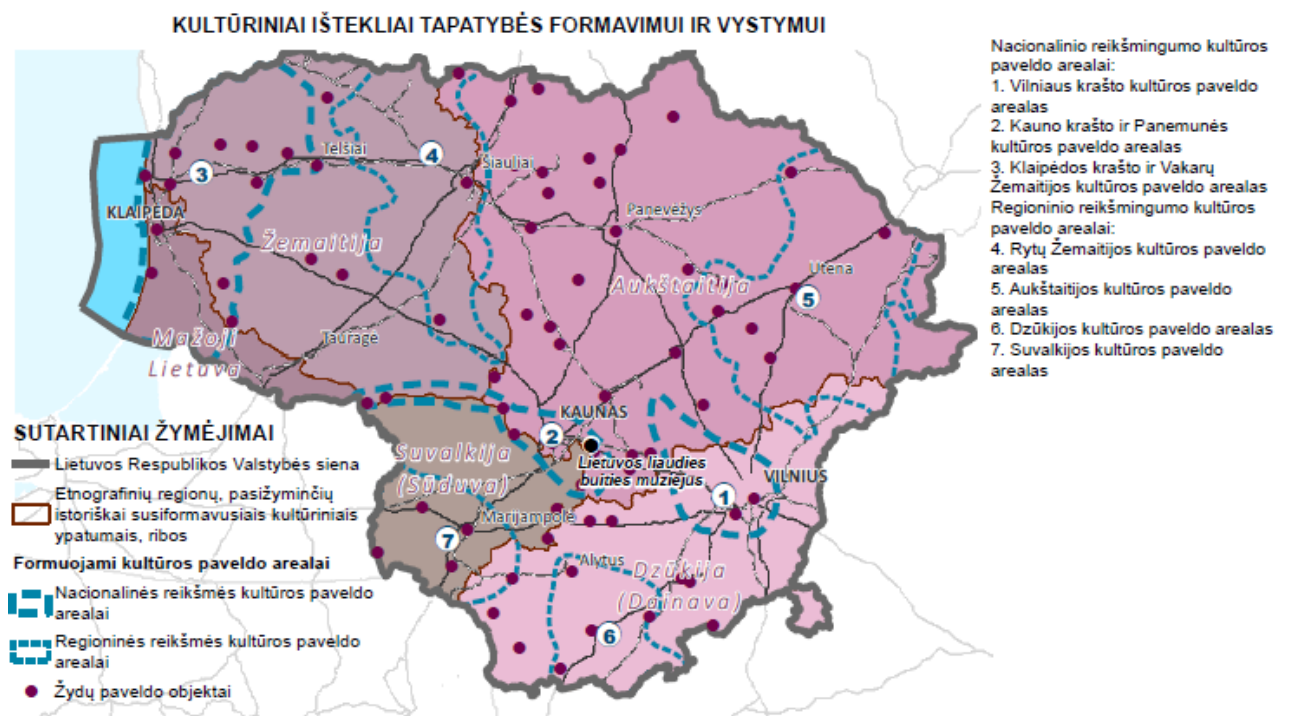 KULTŪRINIAI IŠTEKLIAI TAPATYBĖS FORMAVIMUI IR VYSTYMUI
Nacionalinio reikšmingumo kultūros
paveldo arealai:
1. Vilniaus krašto kultūros paveldo
arealas
2. Kauno krašto ir Panemunės
kultūros paveldo arealas
3. Klaipėdos krašto ir Vakarų
Žemaitijos kultūros paveldo arealas
Regioninio reikšmingumo kultūros
paveldo arealai:
4. Rytų Žemaitijos kultūros paveldo
arealas
5. Aukštaitijos kultūros paveldo
arealas
6. Dzūkijos kultūros paveldo arealas
7. Suvalkijos kultūros paveldo
arealas
Telšiai
4
Šiauliai
3
KLAIPĖDA
Panevėžys
Žemaitija
Utena
Aukštaitija
5
Mažoji
Lietuva
Tauragė
KAUNAS
2
Lietuvos liaudies
buities muziejus
Suvalkija
(Sūduva)
VILNIUS
1
Marijampolė
7
Alytus
Dzūkija
(Dainava)
6
SUTARTINIAI ŽYMĖJIMAI
Lietuvos Respublikos Valstybės siena
Etnografinių regionų, pasižyminčių
istoriškai susiformavusiais kultūriniais
ypatumais, ribos
Formuojami kultūros paveldo arealai
Nacionalinės reikšmės kultūros paveldo
arealai
Regioninės reikšmės kultūros paveldo
arealai
Žydų paveldo objektai